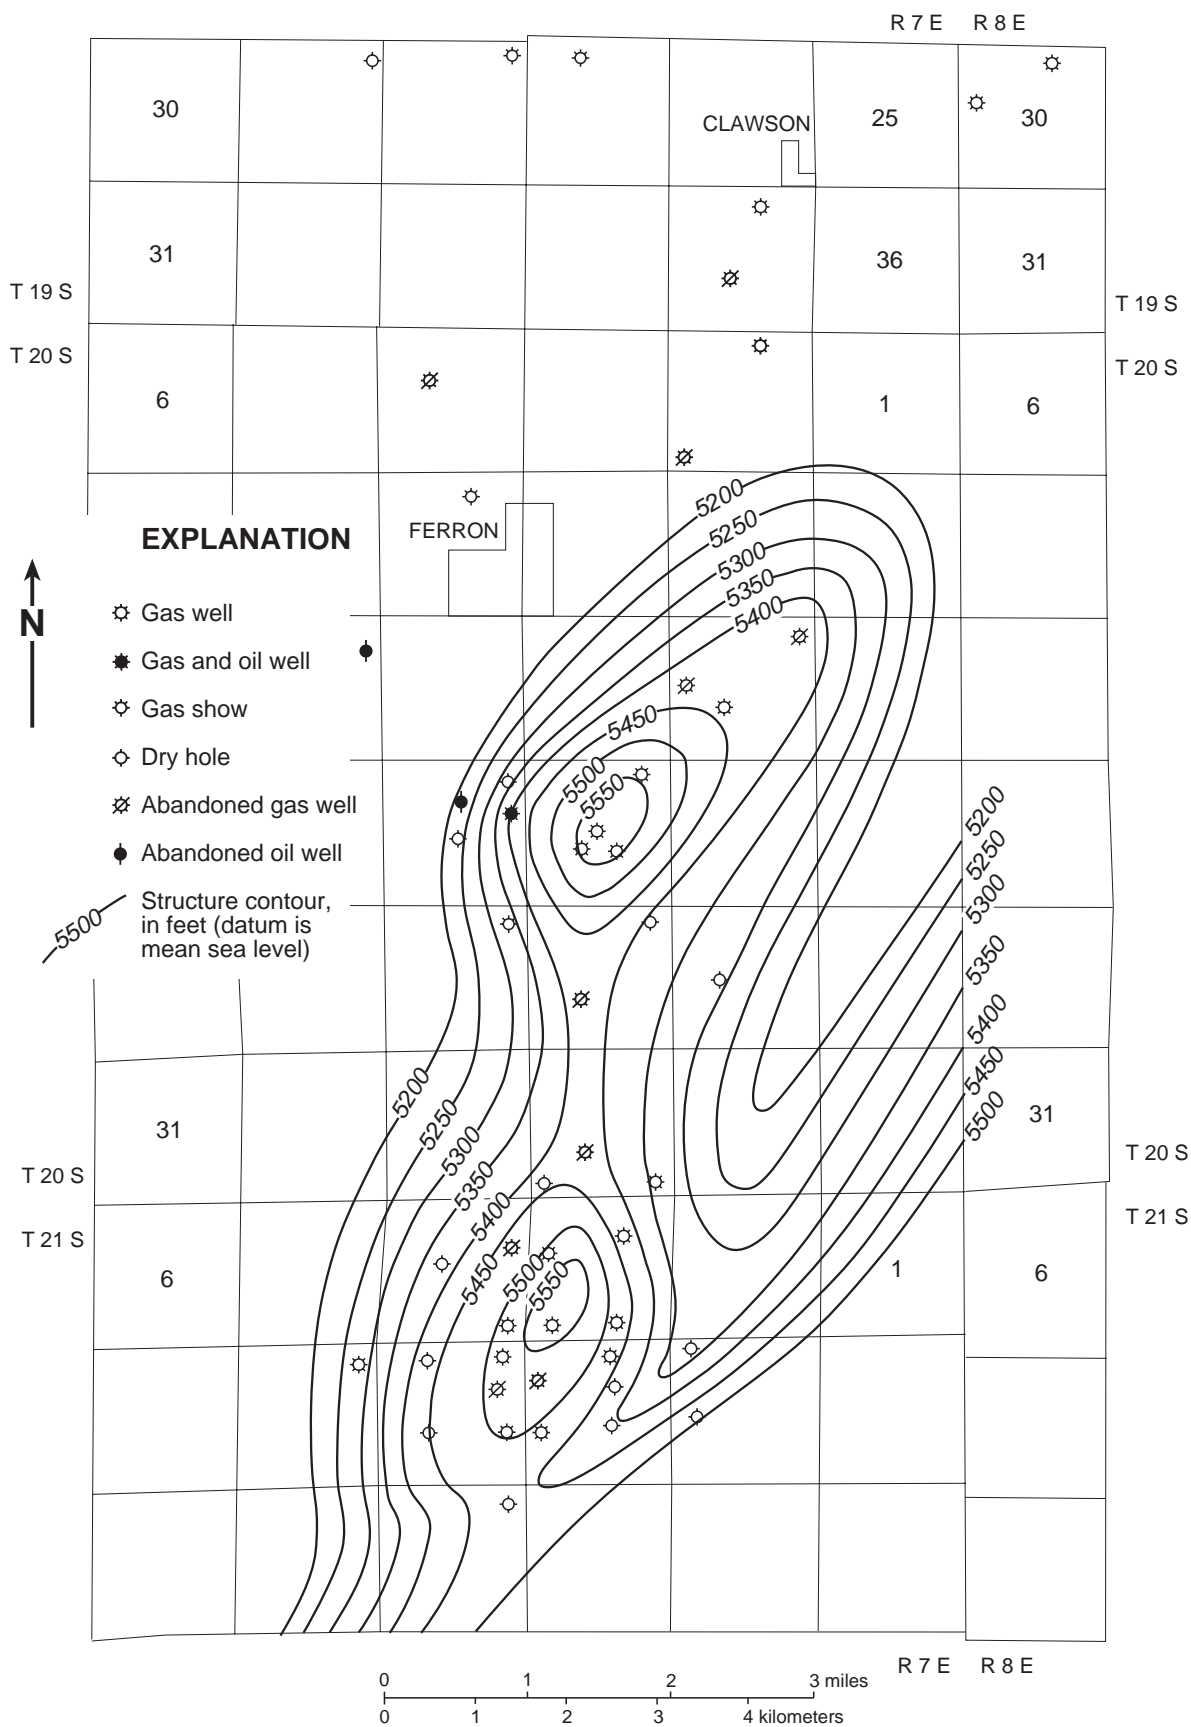 R 7 E R 8 E
30
CLAWSON
25
30
31
36
31
T 19 S
T 19 S
T 20 S
T 20 S
6
1
6
5200
5250
5300
5350
5400
FERRON
EXPLANATION
N
Gas well
Gas and oil well
Gas show
Dry hole
Abandoned gas well
Abandoned oil well
5500
Structure contour,
in feet (datum is
mean sea level)
5450
5500
5550
5200
5250
5300
5350
5400
5450
5500
5200
5250
5300
5350
5400
5450
5500
5550
31
31
T 20 S
T 20 S
T 21 S
T 21 S
6
1
6
R 7 E R 8 E
0 1 2 3 miles
0 1 2 3 4 kilometers